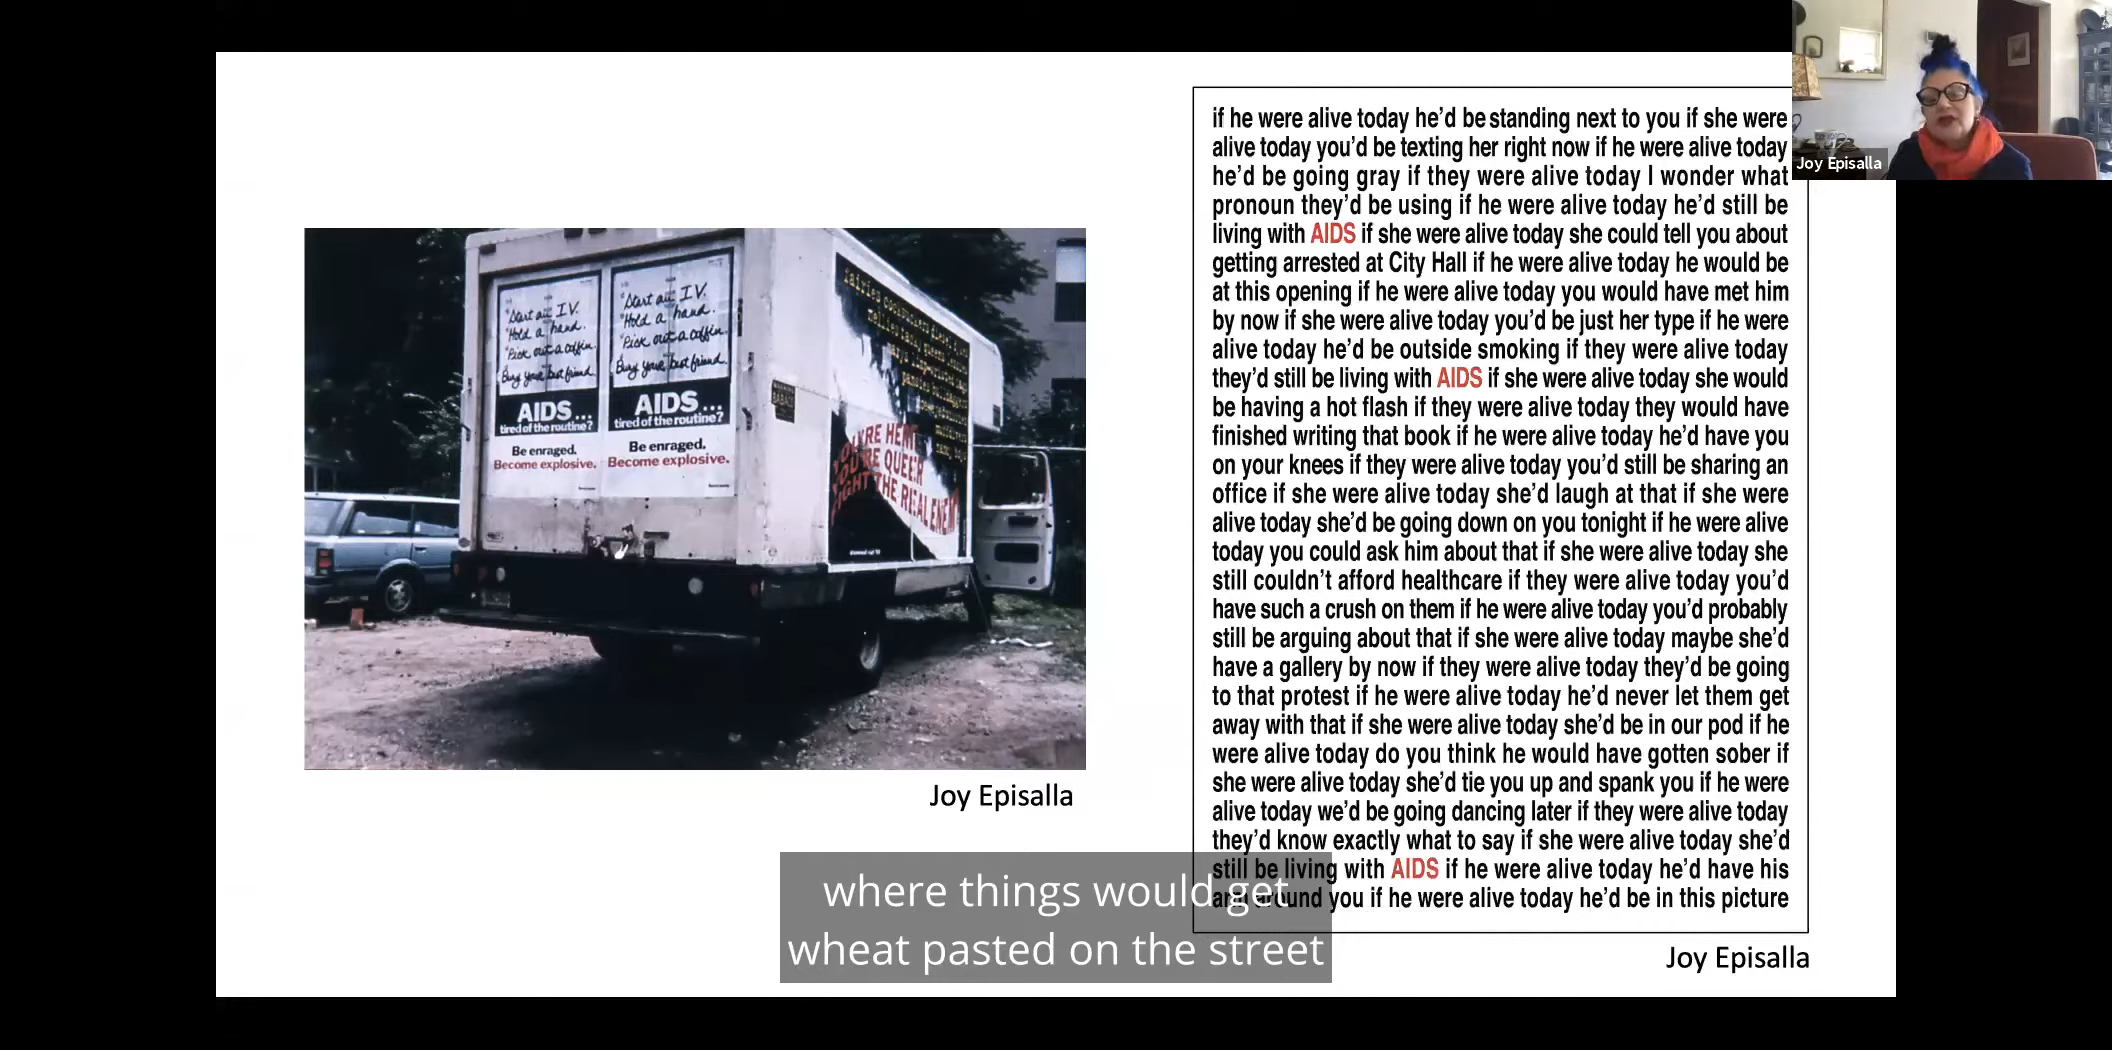 "Start an I.V.
"Hold a hand.
"Pick out a coffin.
Bury your best friend.
AIDS...
tired of the routine?
Be enraged.
Become explosive.
"Start an I.V.
"Hold a hand.
"Pick out a coffin.
Bury your best friend.
AIDS...
tired of the routine?
Be enraged.
Become explosive.
YOU'RE QUEER
FIGHT THE REAL ENEMY
Joy Episalla
if he were alive today he'd be standing next to you if she were
alive today you'd be texting her right now if he were alive today
he'd be going gray if they were alive today I wonder what
pronoun they'd be using if he were alive today he'd still be
living with AIDS if she were alive today she could tell you about
getting arrested at City Hall if he were alive today he would be
at this opening if he were alive today you would have met him
by now if she were alive today you'd be just her type if he were
alive today he'd be outside smoking if they were alive today
they'd still be living with AIDS if she were alive today she would
be having a hot flash if they were alive today they would have
finished writing that book if he were alive today he'd have you
on your knees if they were alive today you'd still be sharing an
office if she were alive today she'd laugh at that if she were
alive today she'd be going down on you tonight if he were alive
today you could ask him about that if she were alive today she
still couldn't afford healthcare if they were alive today you'd
have such a crush on them if he were alive today you'd probably
still be arguing about that if she were alive today maybe she'd
have a gallery by now if they were alive today they'd be going
to that protest if he were alive today he'd never let them get
away with that if she were alive today she'd be in our pod if he
were alive today do you think he would have gotten sober if
she were alive today she'd tie you up and spank you if he were
alive today we'd be going dancing later if they were alive today
they'd know exactly what to say if she were alive today she'd
still be living with AIDS if he were alive today he'd have his
arm around you if he were alive today he'd be in this picture
Joy Episalla
Joy Episalla
where things would get
wheat pasted on the street